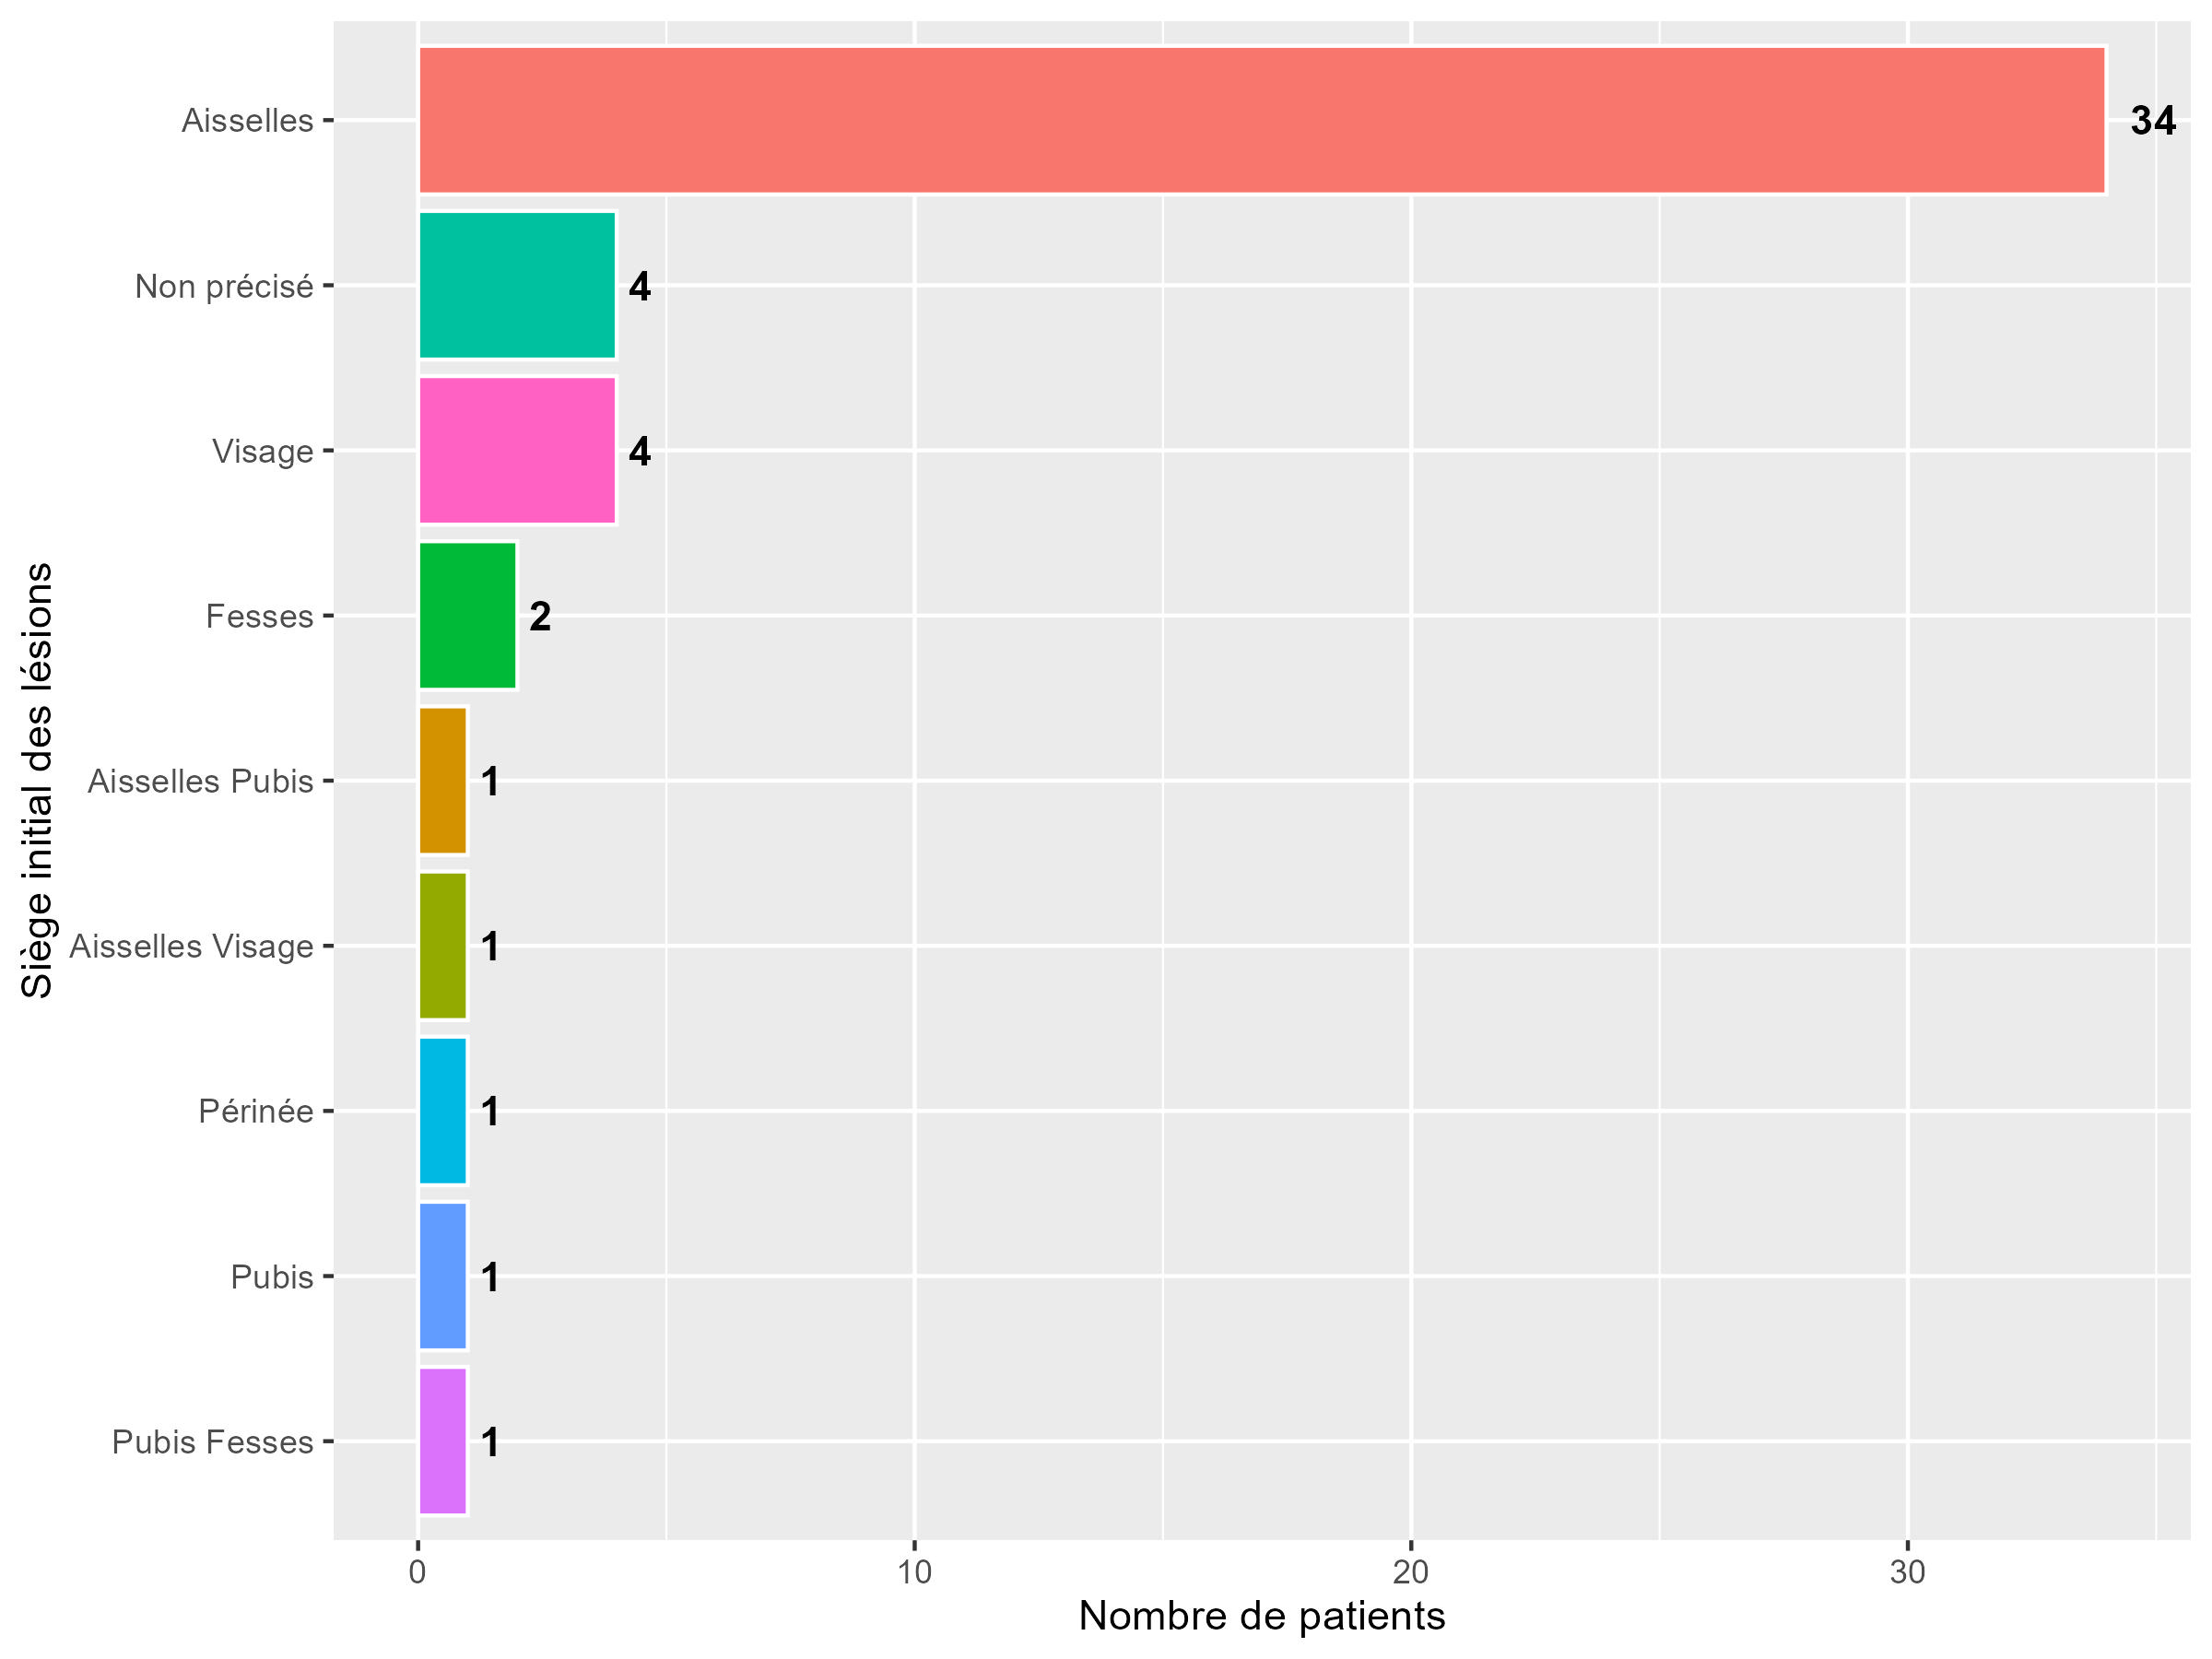 Siège initial des lésions
Aisselles 34
Non précisé 4
Visage 4
Fesses 2
Aisselles Pubis 1
Aisselles Visage 1
Périnée 1
Pubis 1
Pubis Fesses 1
0 10 20 30
Nombre de patients